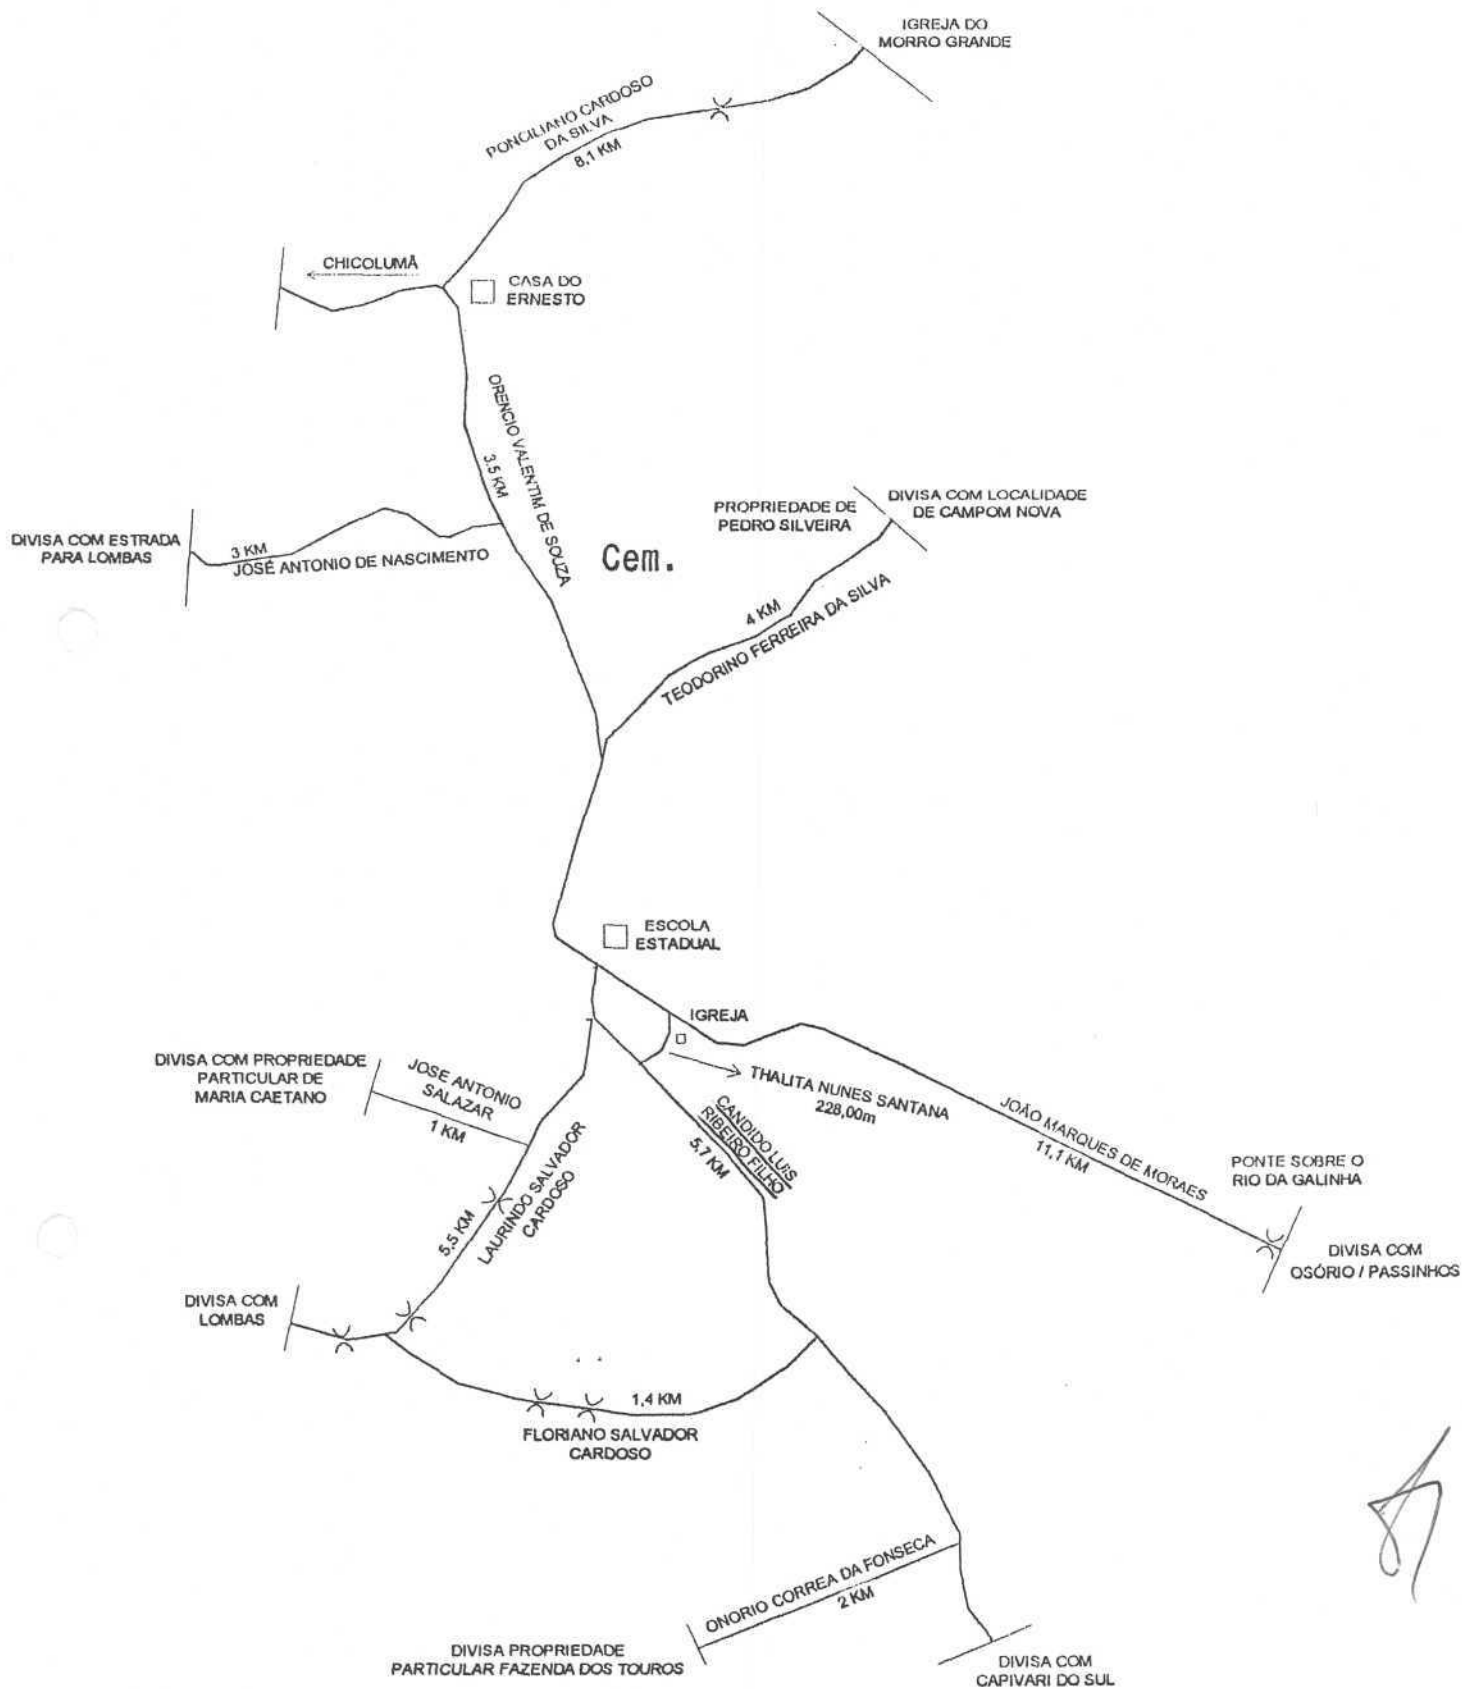 IGREJA DO
MORRO GRANDE
PONCILIANO CARDOSO
DA SILVA
8,1 KM
CHICOLUMÃ
CASA DO
ERNESTO
ORENCIO VALENTIM DE SOUZA
3.5 KM
PROPRIEDADE DE
PEDRO SILVEIRA
DIVISA COM LOCALIDADE
DE CAMPOM NOVA
DIVISA COM ESTRADA
PARA LOMBAS
3 KM
JOSÉ ANTONIO DE NASCIMENTO
Cem.
4 KM
TEODORINO FERREIRA DA SILVA
ESCOLA
ESTADUAL
IGREJA
DIVISA COM PROPRIEDADE
PARTICULAR DE
MARIA CAETANO
JOSE ANTONIO
SALAZAR
1 KM
THALITA NUNES SANTANA
228,00m
CANDIDO LUIS
RIBEIRO FILHO
5,7 KM
JOÃO MARQUES DE MORAES
11,1 KM
PONTE SOBRE O
RIO DA GALINHA
LAURINDO SALVADOR
CARDOSO
5,5 KM
DIVISA COM
OSÓRIO / PASSINHOS
DIVISA COM
LOMBAS
1,4 KM
FLORIANO SALVADOR
CARDOSO
ONORIO CORREA DA FONSECA
2 KM
DIVISA PROPRIEDADE
PARTICULAR FAZENDA DOS TOUROS
DIVISA COM
CAPIVARI DO SUL